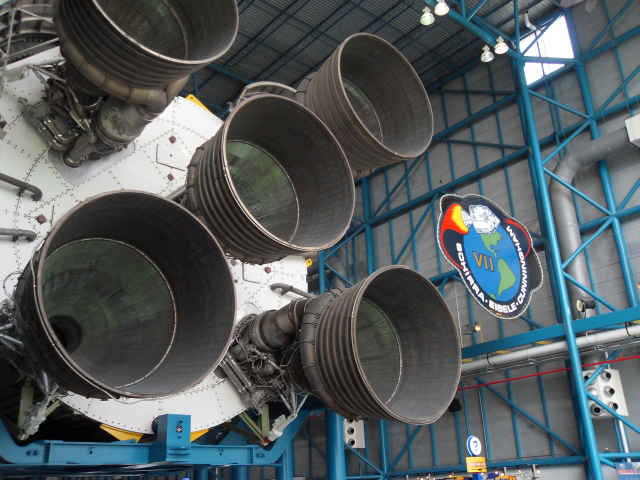 VII
SCHIRRA · EISELE · CUNNINGHAM